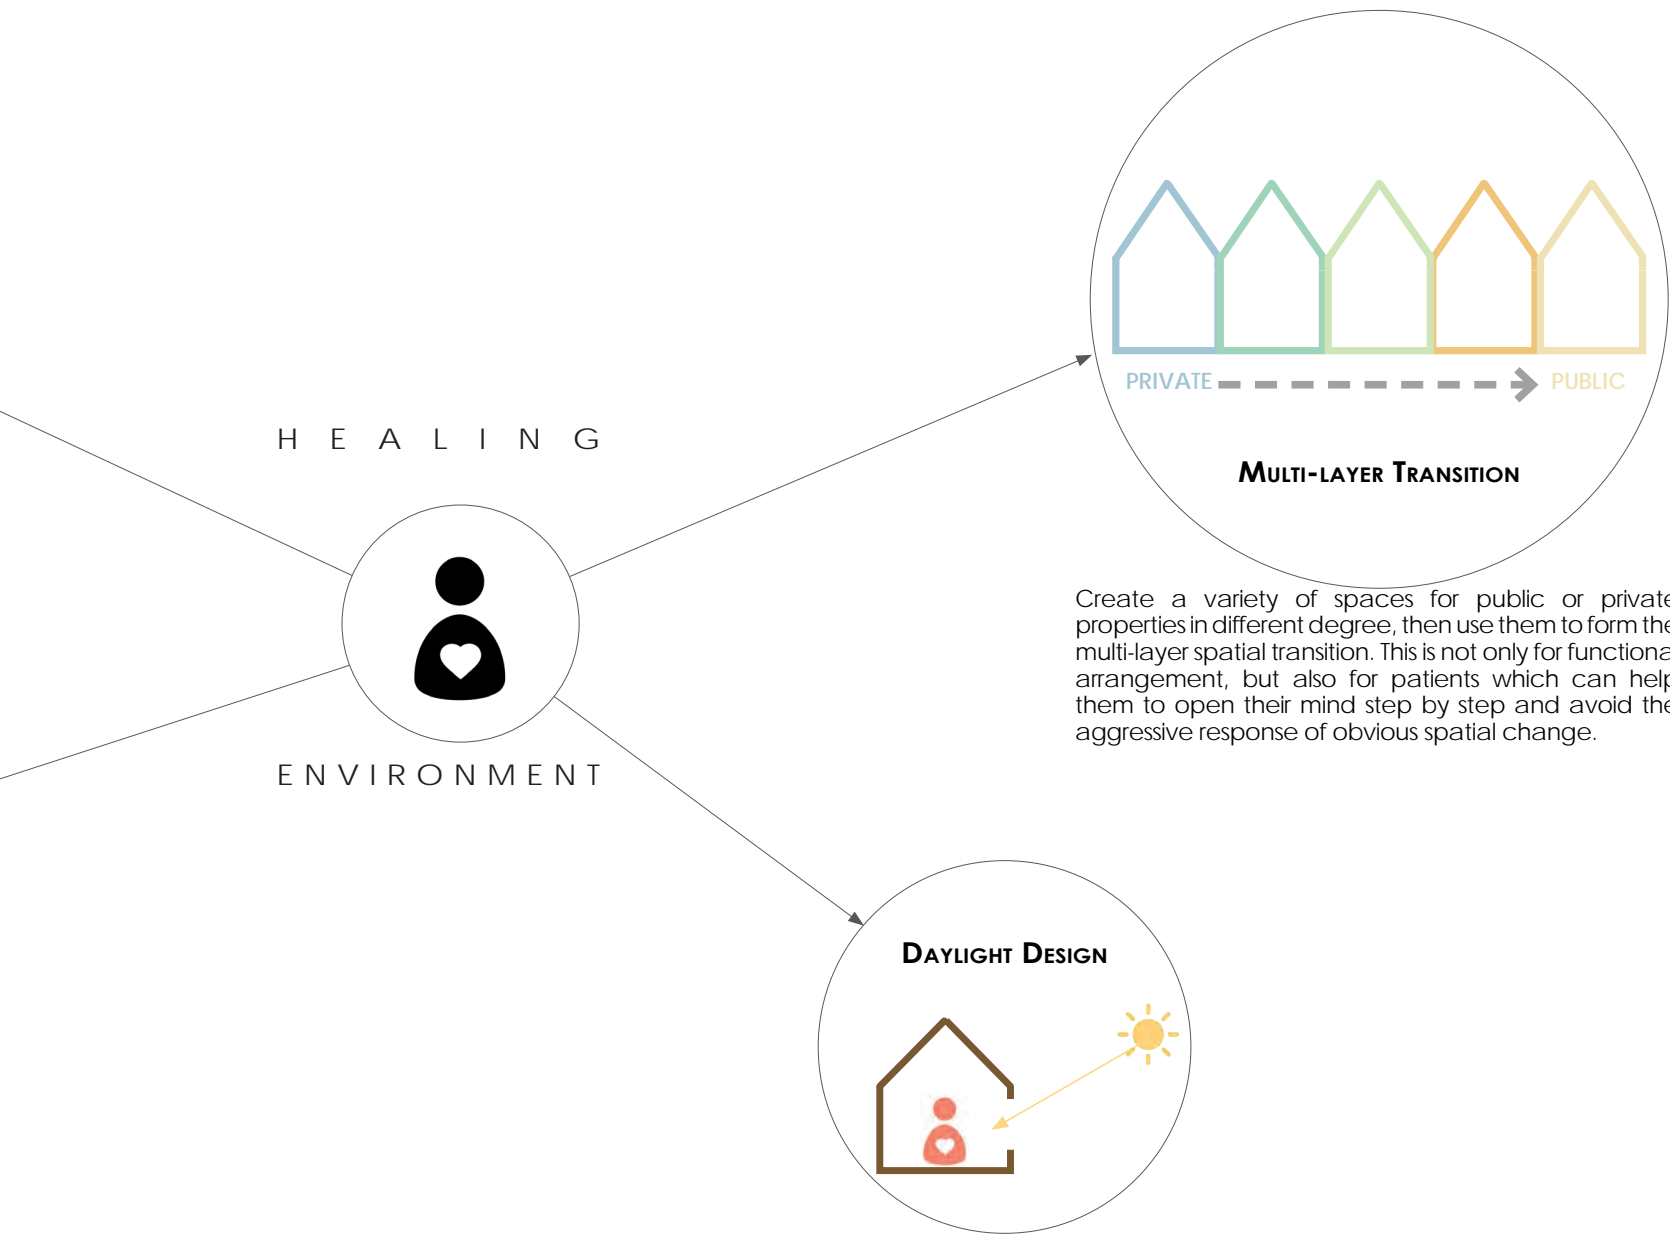 HEALING
ENVIRONMENT
PRIVATE
PUBLIC
MULTI-LAYER TRANSITION
Create a variety of spaces for public or private
properties in different degree, then use them to form the
multi-layer spatial transition. This is not only for functiona
arrangement, but also for patients which can help
them to open their mind step by step and avoid the
aggressive response of obvious spatial change.
DAYLIGHT DESIGN